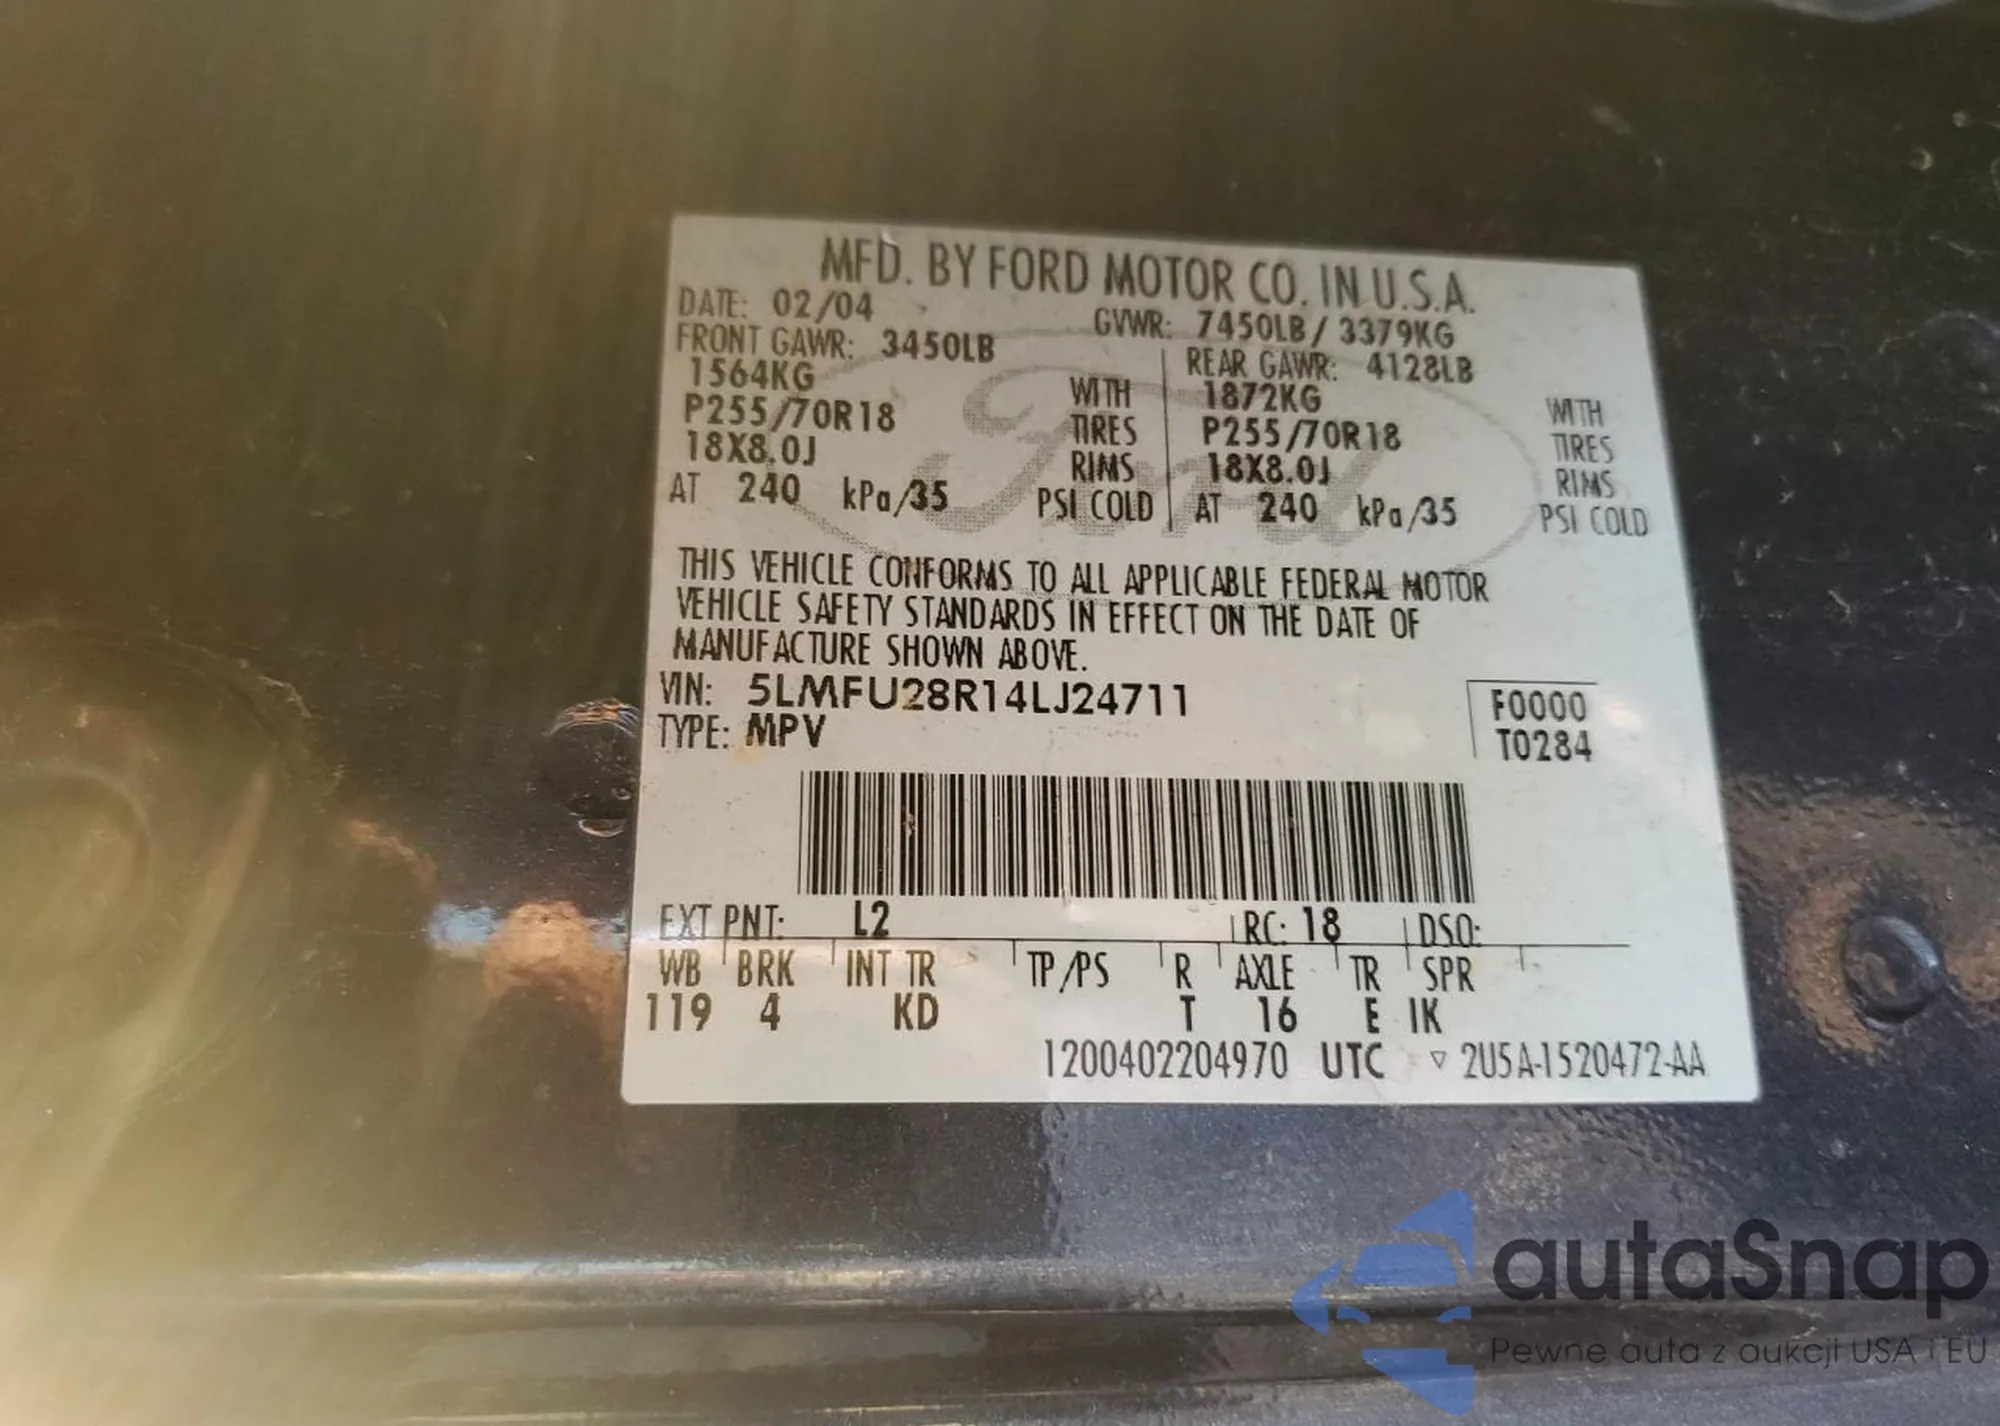 MFD. BY FORD MOTOR CO. IN U.S.A.
DATE: 02/04 GVWR: 7450LB / 3379KG
FRONT GAWR: 3450LB REAR GAWR: 4128LB
1564KG WITH 1872KG WITH
P255/70R18 TIRES P255/70R18 TIRES
18X8.0J RIMS 18X8.0J RIMS
AT 240 kPa/35 PSI COLD AT 240 kPa/35 PSI COLD
Ford
THIS VEHICLE CONFORMS TO ALL APPLICABLE FEDERAL MOTOR
VEHICLE SAFETY STANDARDS IN EFFECT ON THE DATE OF
MANUFACTURE SHOWN ABOVE.
VIN: 5LMFU28R14LJ24711 F0000
TYPE: MPV T0284
EXT PNT: L2 RC: 18 DSO:
WB BRK INT TR TP/PS R AXLE TR SPR
119 4 KD T 16 E IK
1200402204970 UTC ▽ 2U5A-1520472-AA
autaSnap
Pewne auta z aukcji USA i EU